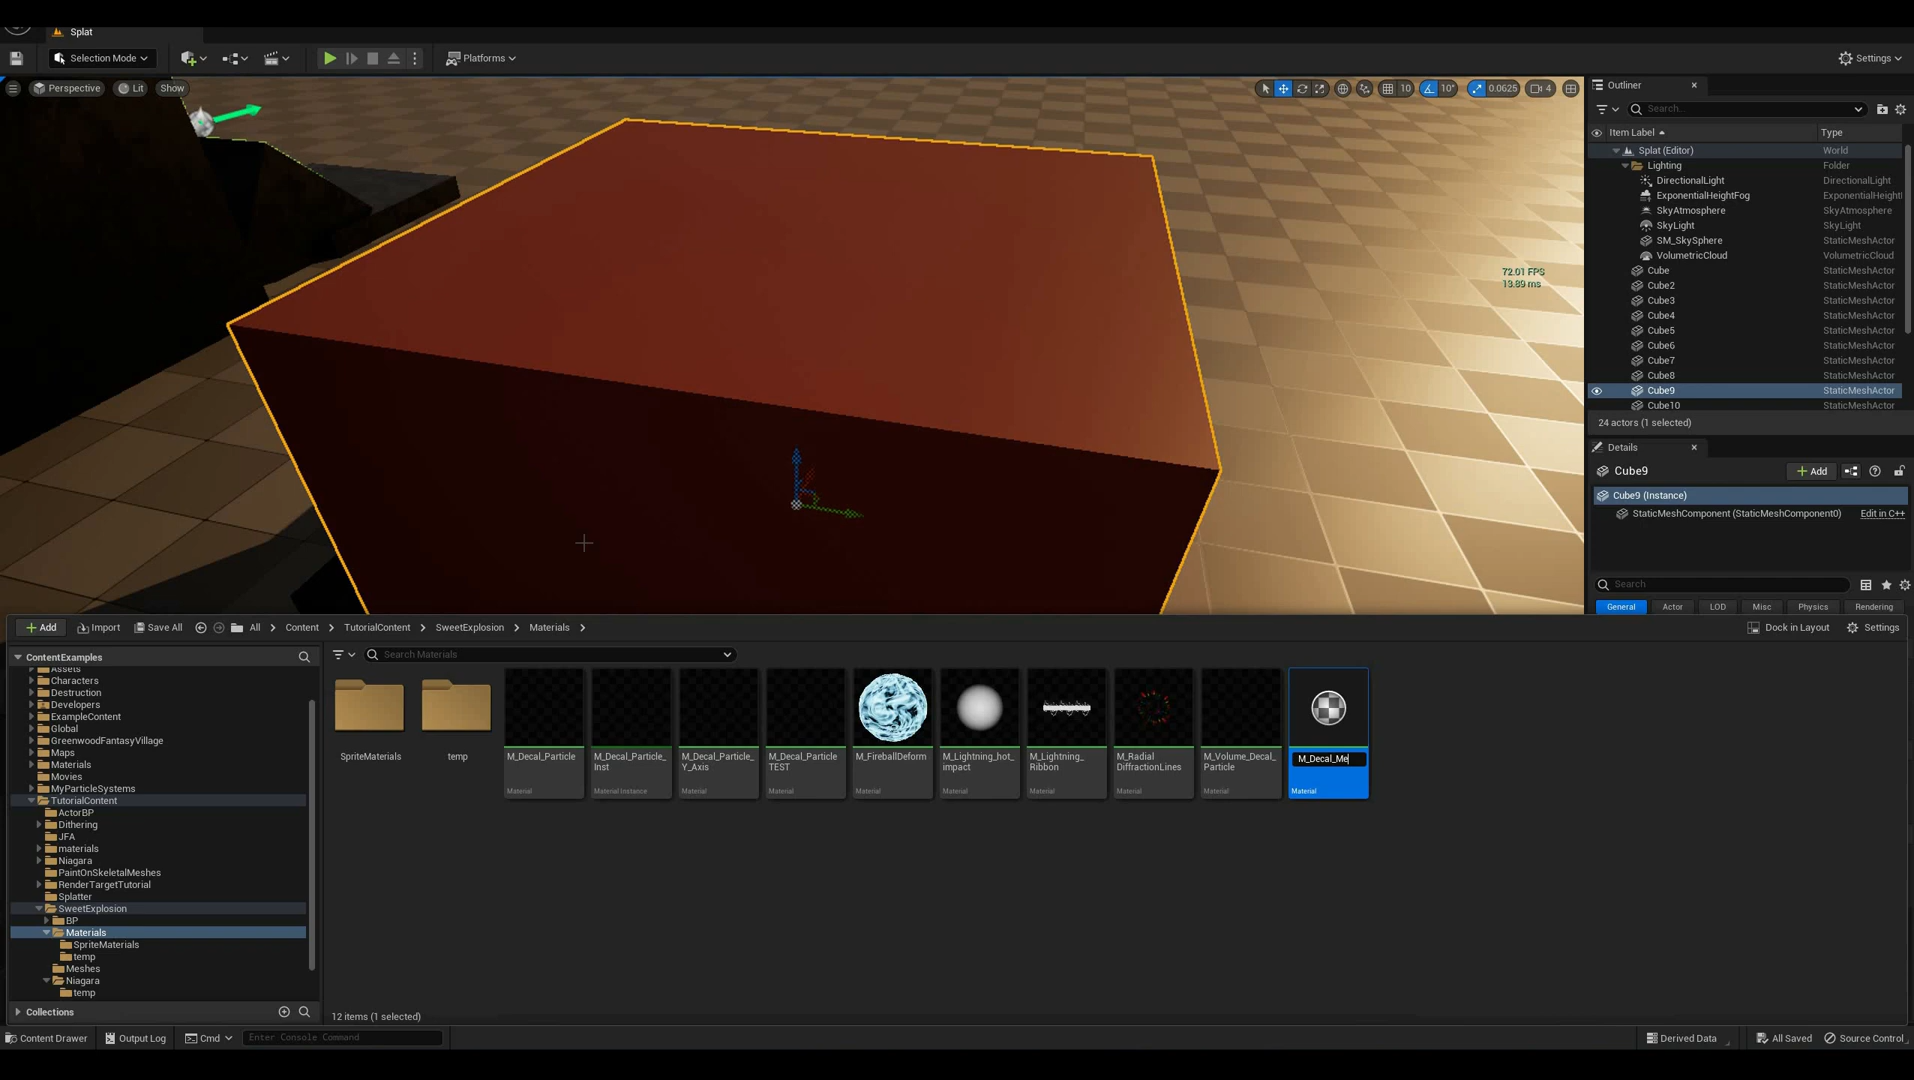 Splat
Selection Mode
Platforms
Settings
Perspective
Lit
Show
10
10°
0.0625
4
72.01 FPS
13.89 ms
Outliner
Search...
Item Label
Type
Splat (Editor)
World
Lighting
Folder
DirectionalLight
DirectionalLight
ExponentialHeightFog
ExponentialHeight
SkyAtmosphere
SkyAtmosphere
SkyLight
SkyLight
SM_SkySphere
StaticMeshActor
VolumetricCloud
VolumetricCloud
Cube
StaticMeshActor
Cube2
StaticMeshActor
Cube3
StaticMeshActor
Cube4
StaticMeshActor
Cube5
StaticMeshActor
Cube6
StaticMeshActor
Cube7
StaticMeshActor
Cube8
StaticMeshActor
Cube9
StaticMeshActor
Cube10
StaticMeshActor
24 actors (1 selected)
Details
Cube9
Add
Cube9 (Instance)
StaticMeshComponent (StaticMeshComponent0)
Edit in C++
Search
General
Actor
LOD
Misc
Physics
Rendering
Add
Import
Save All
All
Content
TutorialContent
SweetExplosion
Materials
Dock in Layout
Settings
ContentExamples
Assets
Characters
Destruction
Developers
ExampleContent
Global
GreenwoodFantasyVillage
Maps
Materials
Movies
MyParticleSystems
TutorialContent
ActorBP
Dithering
JFA
materials
Niagara
PaintOnSkeletalMeshes
RenderTargetTutorial
Splatter
SweetExplosion
BP
Materials
SpriteMaterials
temp
Meshes
Niagara
temp
Collections
Search Materials
SpriteMaterials
temp
M_Decal_Particle
Material
M_Decal_Particle_
Inst
Material Instance
M_Decal_Particle_
Y_Axis
Material
M_Decal_Particle
TEST
Material
M_FireballDeform
Material
M_Lightning_hot_
impact
Material
M_Lightning_
Ribbon
Material
M_Radial
DiffractionLines
Material
M_Volume_Decal_
Particle
Material
M_Decal_Me
Material
12 items (1 selected)
Content Drawer
Output Log
Cmd
Enter Console Command
Derived Data
All Saved
Source Control